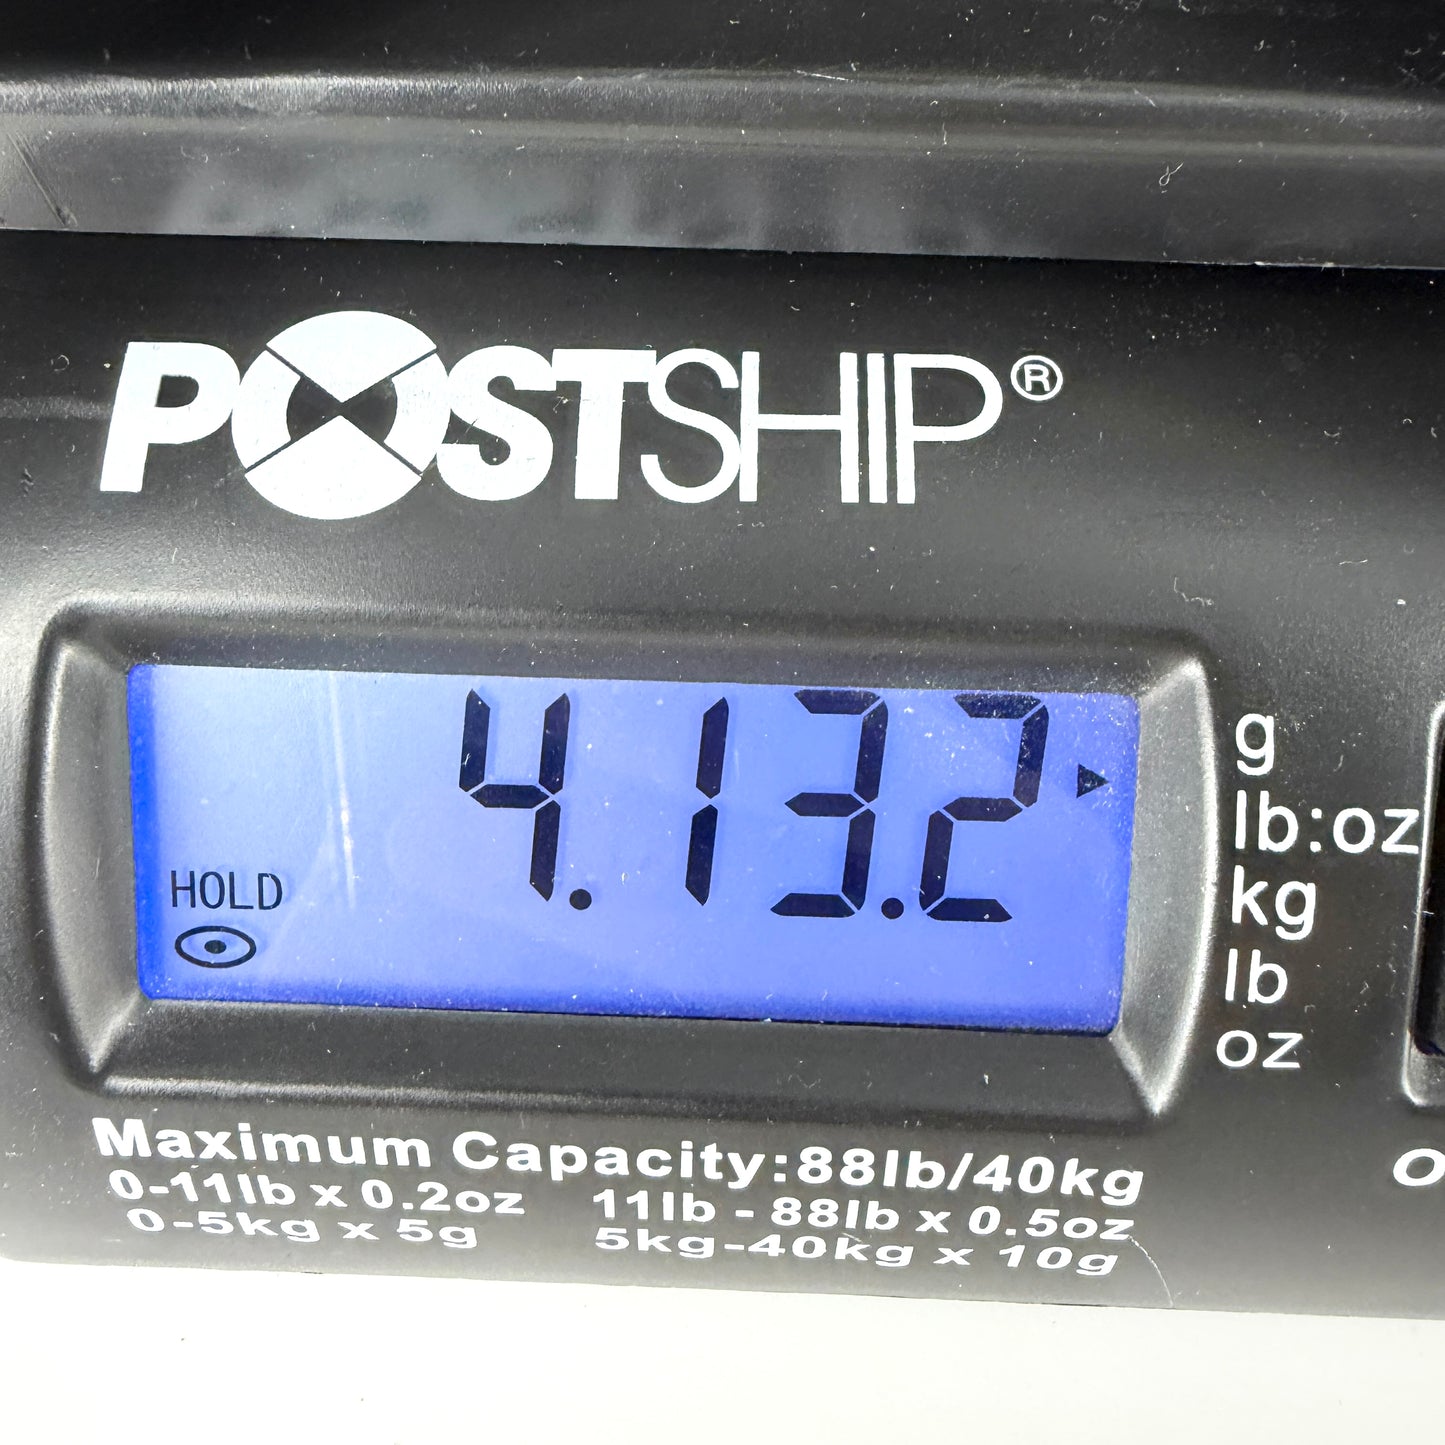 POSTSHIP®
4.13.2
HOLD
g
lb:oz
kg
lb
oz
Maximum Capacity:88lb/40kg
0-11lb x 0.2oz 11lb - 88lb x 0.5oz
0-5kg x 5g 5kg-40kg x 10g
O